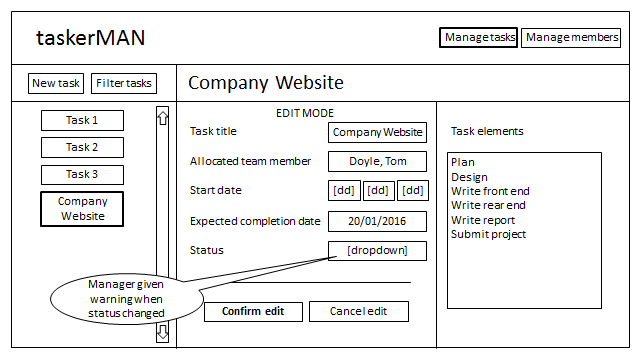 taskerMAN
Manage tasks
Manage members
New task
Filter tasks
Company Website
Task 1
Task 2
Task 3
Company
Website
EDIT MODE
Task title
Company Website
Allocated team member
Doyle, Tom
Start date
[dd]
[dd]
[dd]
Expected completion date
20/01/2016
Status
[dropdown]
Manager given
warning when
status changed
Confirm edit
Cancel edit
Task elements
Plan
Design
Write front end
Write rear end
Write report
Submit project